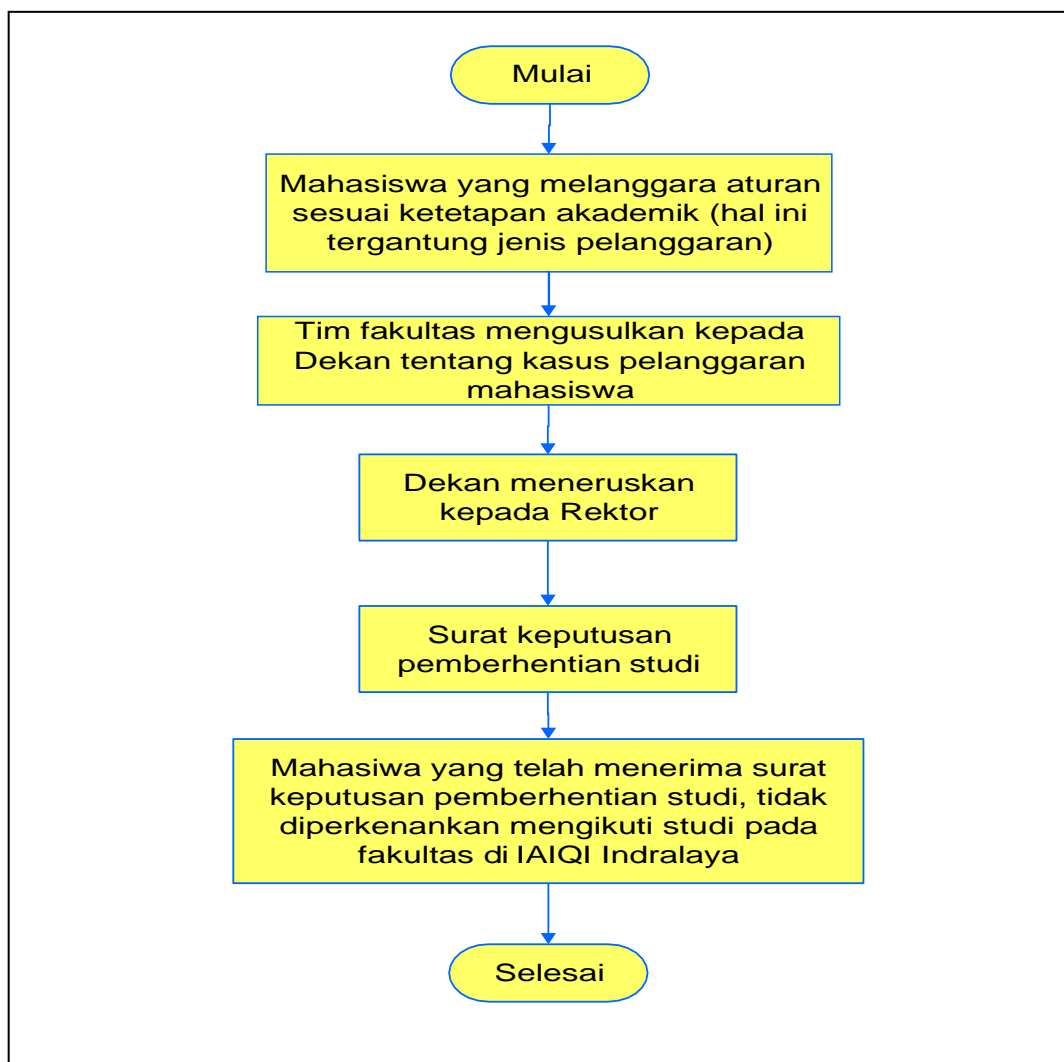 Mulai
Mahasiswa yang melanggara aturan
sesuai ketetapan akademik (hal ini
tergantung jenis pelanggaran)
Tim fakultas mengusulkan kepada
Dekan tentang kasus pelanggaran
mahasiswa
Dekan meneruskan
kepada Rektor
Surat keputusan
pemberhentian studi
Mahasiwa yang telah menerima surat
keputusan pemberhentian studi, tidak
diperkenankan mengikuti studi pada
fakultas di IAIQI Indralaya
Selesai